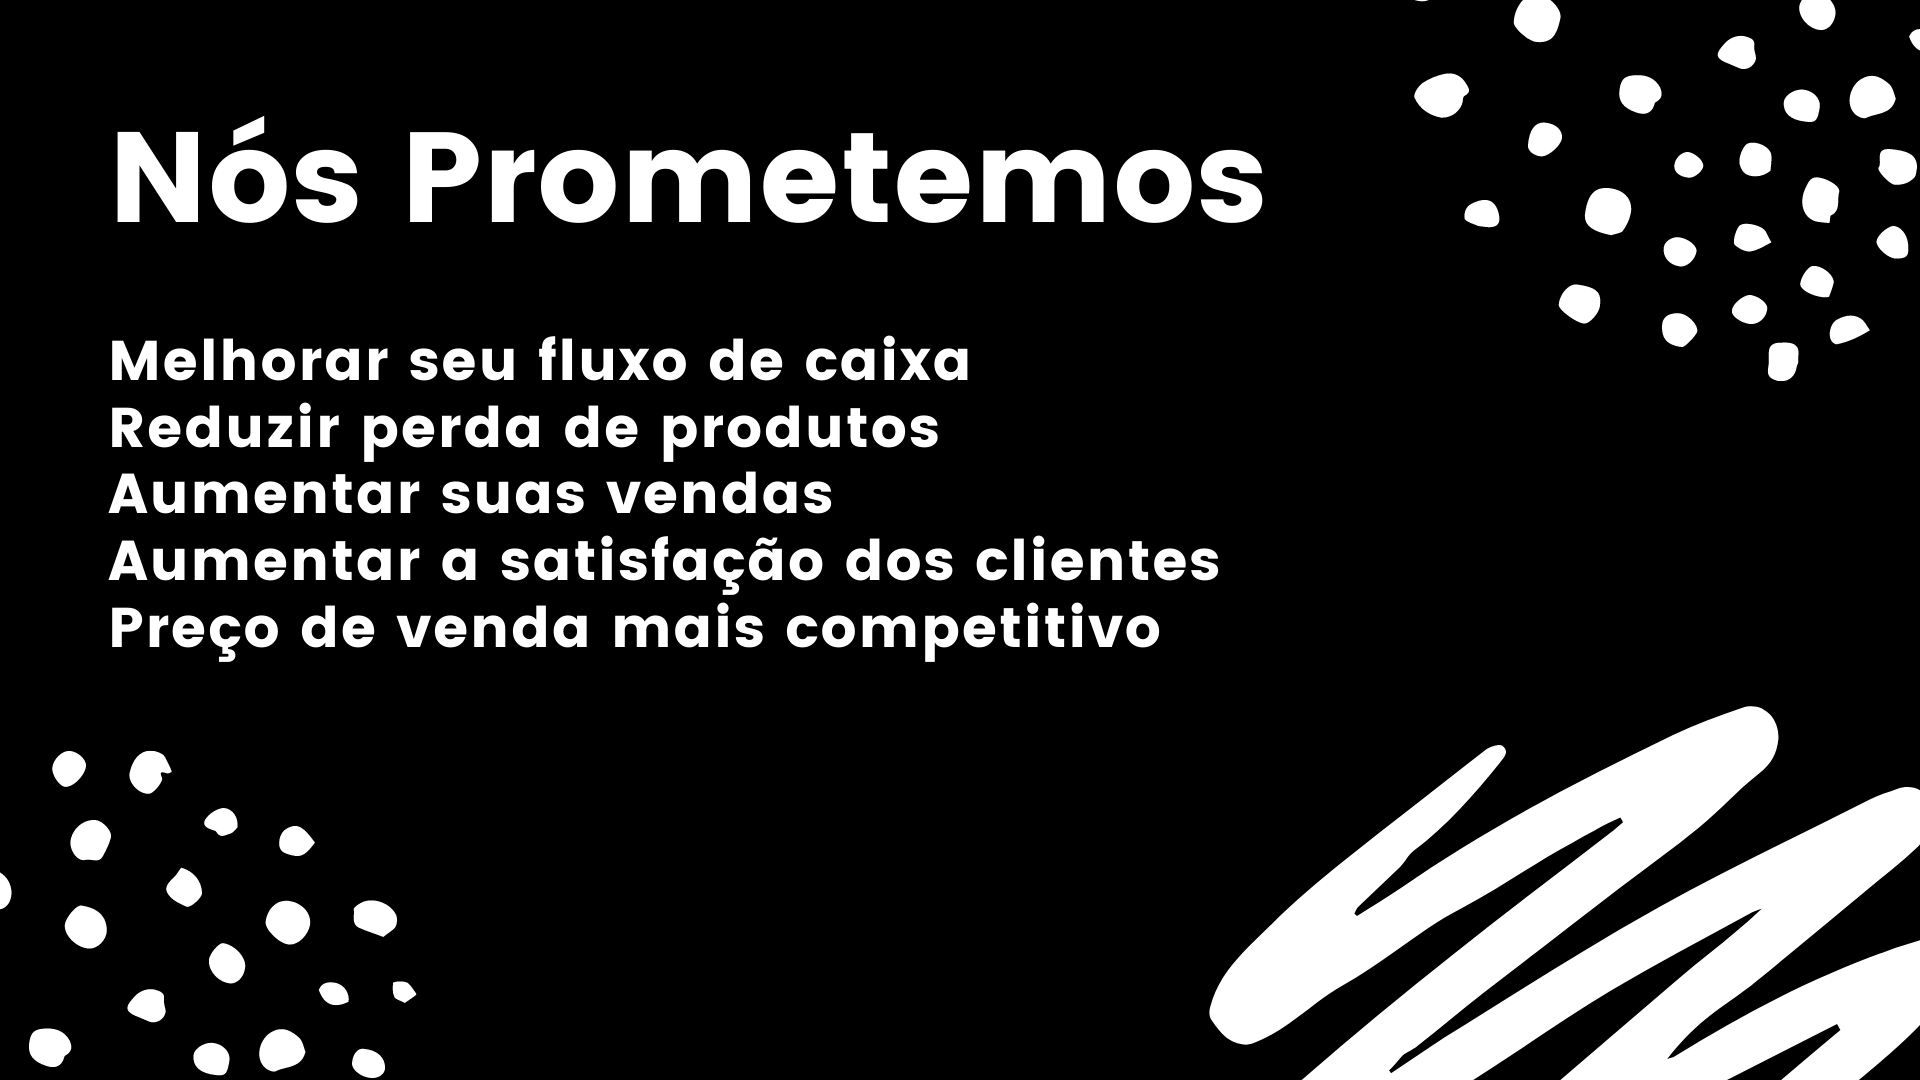 Nós Prometemos
Melhorar seu fluxo de caixa
Reduzir perda de produtos
Aumentar suas vendas
Aumentar a satisfação dos clientes
Preço de venda mais competitivo